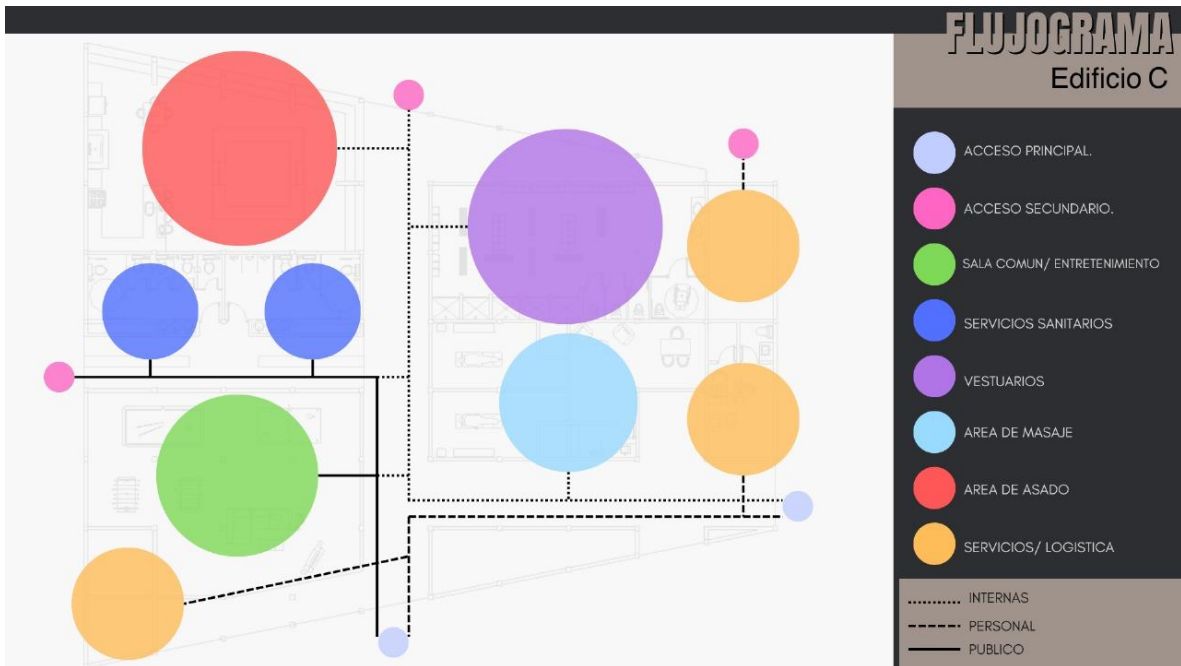 FLUJOGRAMA
Edificio C
ACCESO PRINCIPAL.
ACCESO SECUNDARIO.
SALA COMUN/ ENTRETENIMIENTO
SERVICIOS SANITARIOS
VESTUARIOS
AREA DE MASAJE
AREA DE ASADO
SERVICIOS/ LOGISTICA
INTERNAS
PERSONAL
PUBLICO